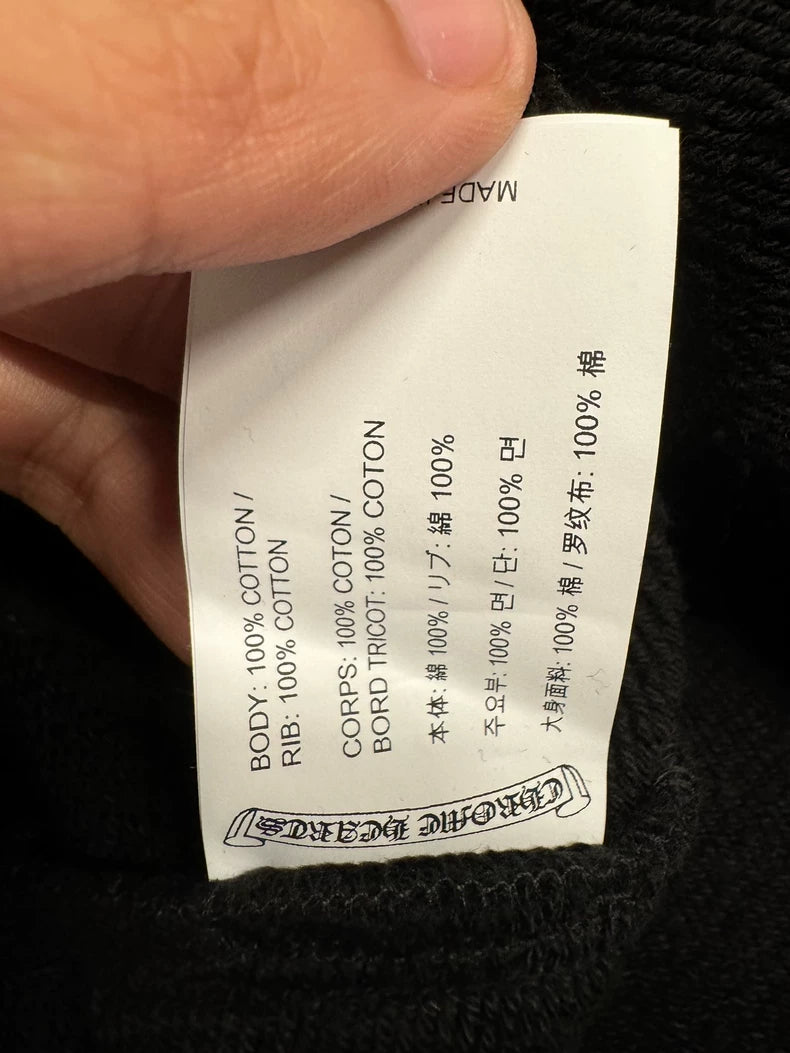 MADE
BODY: 100% COTTON /
RIB: 100% COTTON
CORPS: 100% COTON /
BORD TRICOT: 100% COTON
本体: 綿 100% / リブ: 綿 100%
주요부: 100% 면 / 단: 100% 면
大身面料: 100% 棉 / 罗纹布: 100% 棉
CHROME HEARTS